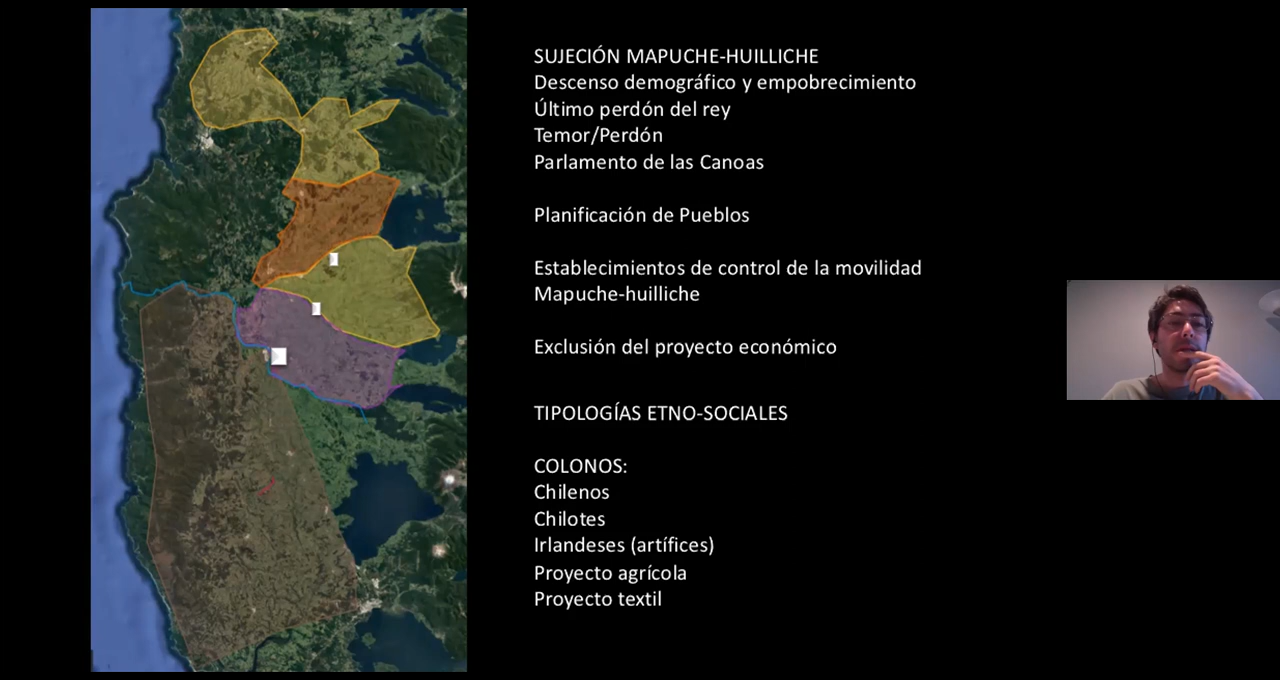 SUJECIÓN MAPUCHE-HUILLICHE
Descenso demográfico y empobrecimiento
Último perdón del rey
Temor/Perdón
Parlamento de las Canoas
Planificación de Pueblos
Establecimientos de control de la movilidad
Mapuche-huilliche
Exclusión del proyecto económico
TIPOLOGÍAS ETNO-SOCIALES
COLONOS:
Chilenos
Chilotes
Irlandeses (artífices)
Proyecto agrícola
Proyecto textil